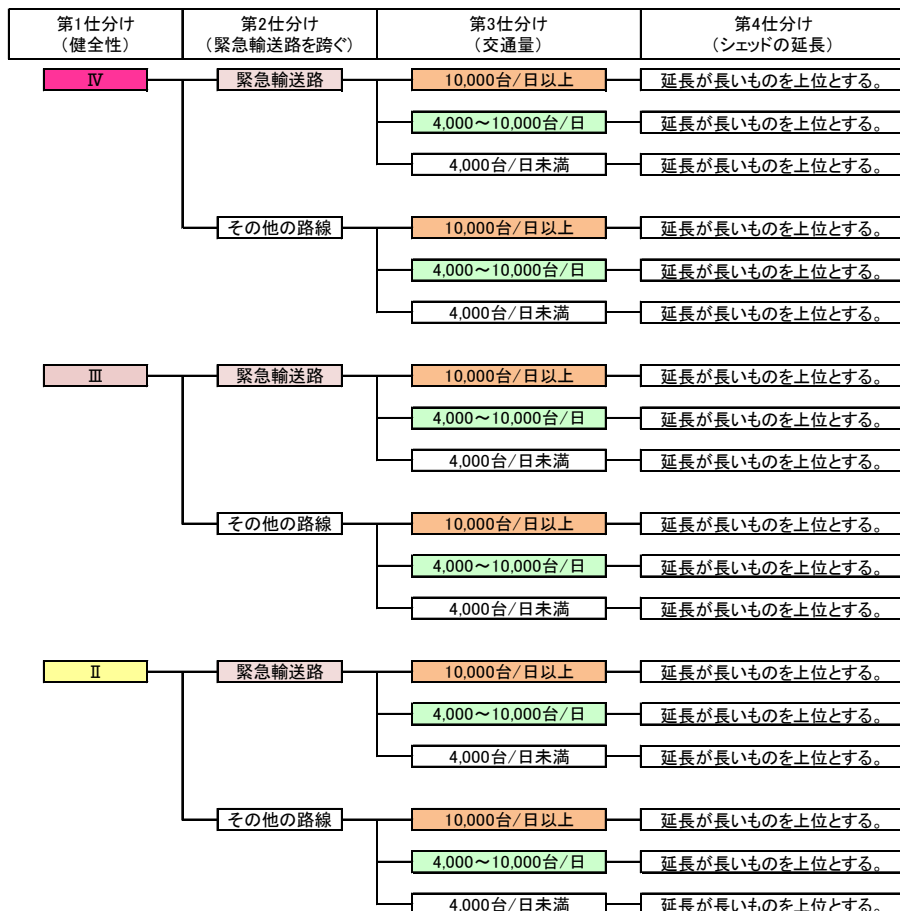 第1仕分け
（健全性）
第2仕分け
（緊急輸送路を跨ぐ）
第3仕分け
（交通量）
第4仕分け
（シェッドの延長）
Ⅳ 緊急輸送路 10,000台/日以上 延長が長いものを上位とする。
4,000～10,000台/日 延長が長いものを上位とする。
4,000台/日未満 延長が長いものを上位とする。
その他の路線 10,000台/日以上 延長が長いものを上位とする。
4,000～10,000台/日 延長が長いものを上位とする。
4,000台/日未満 延長が長いものを上位とする。
Ⅲ 緊急輸送路 10,000台/日以上 延長が長いものを上位とする。
4,000～10,000台/日 延長が長いものを上位とする。
4,000台/日未満 延長が長いものを上位とする。
その他の路線 10,000台/日以上 延長が長いものを上位とする。
4,000～10,000台/日 延長が長いものを上位とする。
4,000台/日未満 延長が長いものを上位とする。
Ⅱ 緊急輸送路 10,000台/日以上 延長が長いものを上位とする。
4,000～10,000台/日 延長が長いものを上位とする。
4,000台/日未満 延長が長いものを上位とする。
その他の路線 10,000台/日以上 延長が長いものを上位とする。
4,000～10,000台/日 延長が長いものを上位とする。
4,000台/日未満 延長が長いものを上位とする。